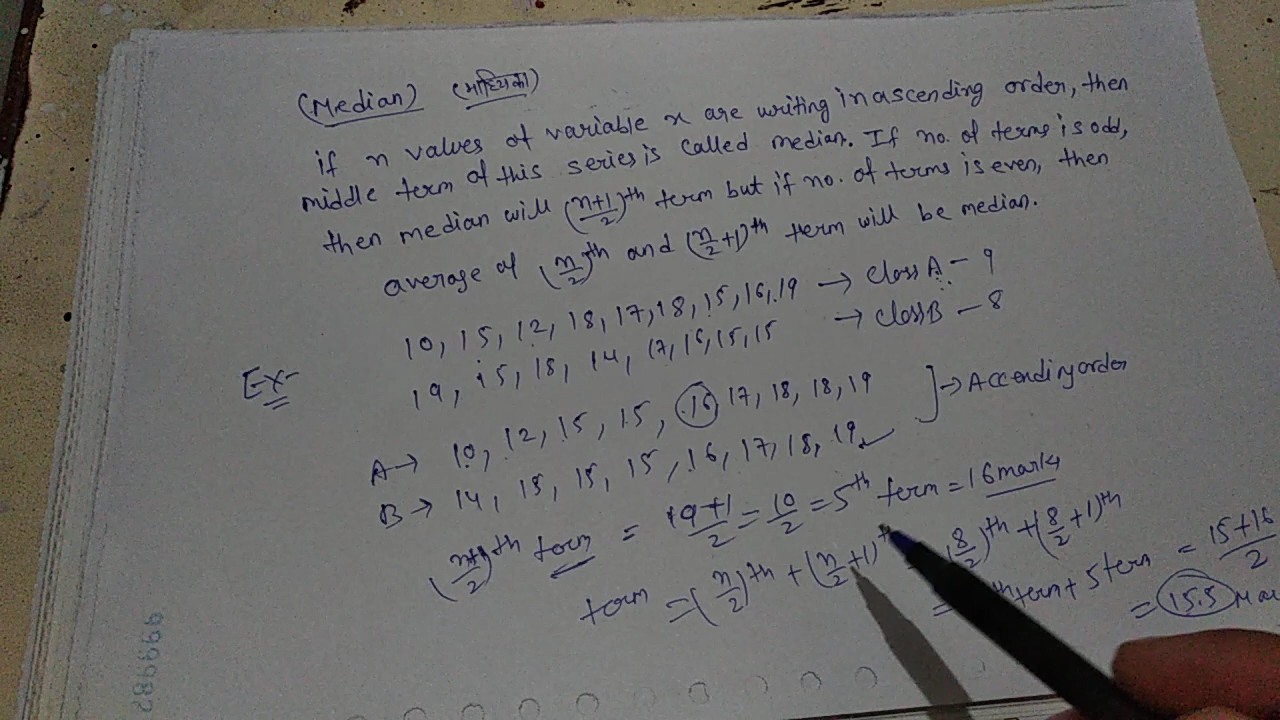 (Median) (माध्यिका)
if n values of variable x are writing in ascending order, then
middle term of this series is called median. If no. of terms is odd,
then median will (n+1/2)th term but if no. of terms is even, then
average of (n/2)th and (n/2+1)th term will be median.
Ex- 10, 15, 12, 18, 17, 18, 15, 16, 19 → Class A - 9
19, 15, 18, 14, 17, 16, 15, 15 → Class B - 8
A → 10, 12, 15, 15, 16 17, 18, 18, 19
B → 14, 15, 15, 15, 16, 17, 18, 19 ] → Accending order
(n+1/2)th term = 9+1/2 = 10/2 = 5th term = 16 marks
term = (n/2)th + (n/2+1) (8/2)th + (8/2+1)th
= term + 5 term = 15+16/2
= 15.5
999982